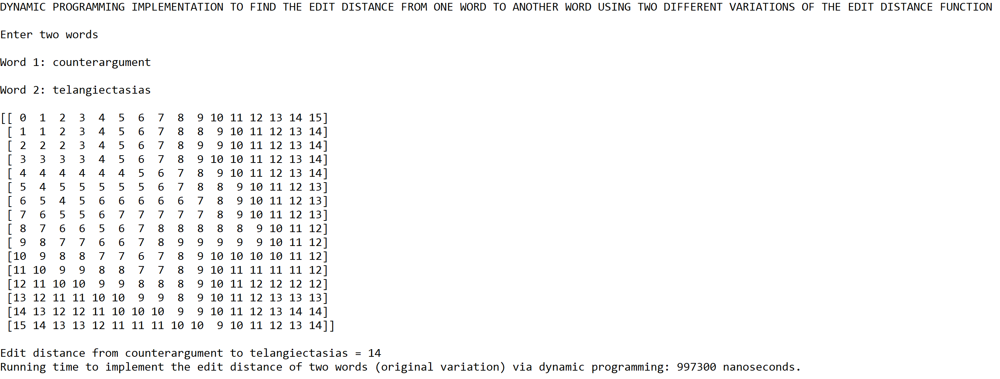 DYNAMIC PROGRAMMING IMPLEMENTATION TO FIND THE EDIT DISTANCE FROM ONE WORD TO ANOTHER WORD USING TWO DIFFERENT VARIATIONS OF THE EDIT DISTANCE FUNCTION
Enter two words
Word 1: counterargument
Word 2: telangiectasias
[[ 0  1  2  3  4  5  6  7  8  9 10 11 12 13 14 15]
 [ 1  1  2  3  4  5  6  7  8  8  9 10 11 12 13 14]
 [ 2  2  2  3  4  5  6  7  8  9  9 10 11 12 13 14]
 [ 3  3  3  3  4  5  6  7  8  9 10 10 11 12 13 14]
 [ 4  4  4  4  4  4  5  6  7  8  9 10 11 12 13 14]
 [ 5  4  5  5  5  5  5  6  7  8  8  9 10 11 12 13]
 [ 6  5  4  5  6  6  6  6  6  7  8  9 10 11 12 13]
 [ 7  6  5  5  6  7  7  7  7  8  9 10 11 12 13]
 [ 8  7  6  6  5  6  7  8  8  8  8  8  9 10 11 12]
 [ 9  8  7  7  6  6  7  8  9  9  9  9  9 10 11 12]
 [10  9  8  8  7  7  6  7  8  9 10 10 10 10 11 12]
 [11 10  9  9  8  8  7  7  8  9 10 11 11 11 11 12]
 [12 11 10 10  9  9  8  8  8  9 10 11 12 12 12 12]
 [13 12 11 11 10 10  9  9  8  9 10 11 12 13 13 13]
 [14 13 12 12 11 10 10 10  9  9 10 11 12 13 14 14]
 [15 14 13 13 12 11 11 11 10 10  9 10 11 12 13 14]]
Edit distance from counterargument to telangiectasias = 14
Running time to implement the edit distance of two words (original variation) via dynamic programming: 997300 nanoseconds.